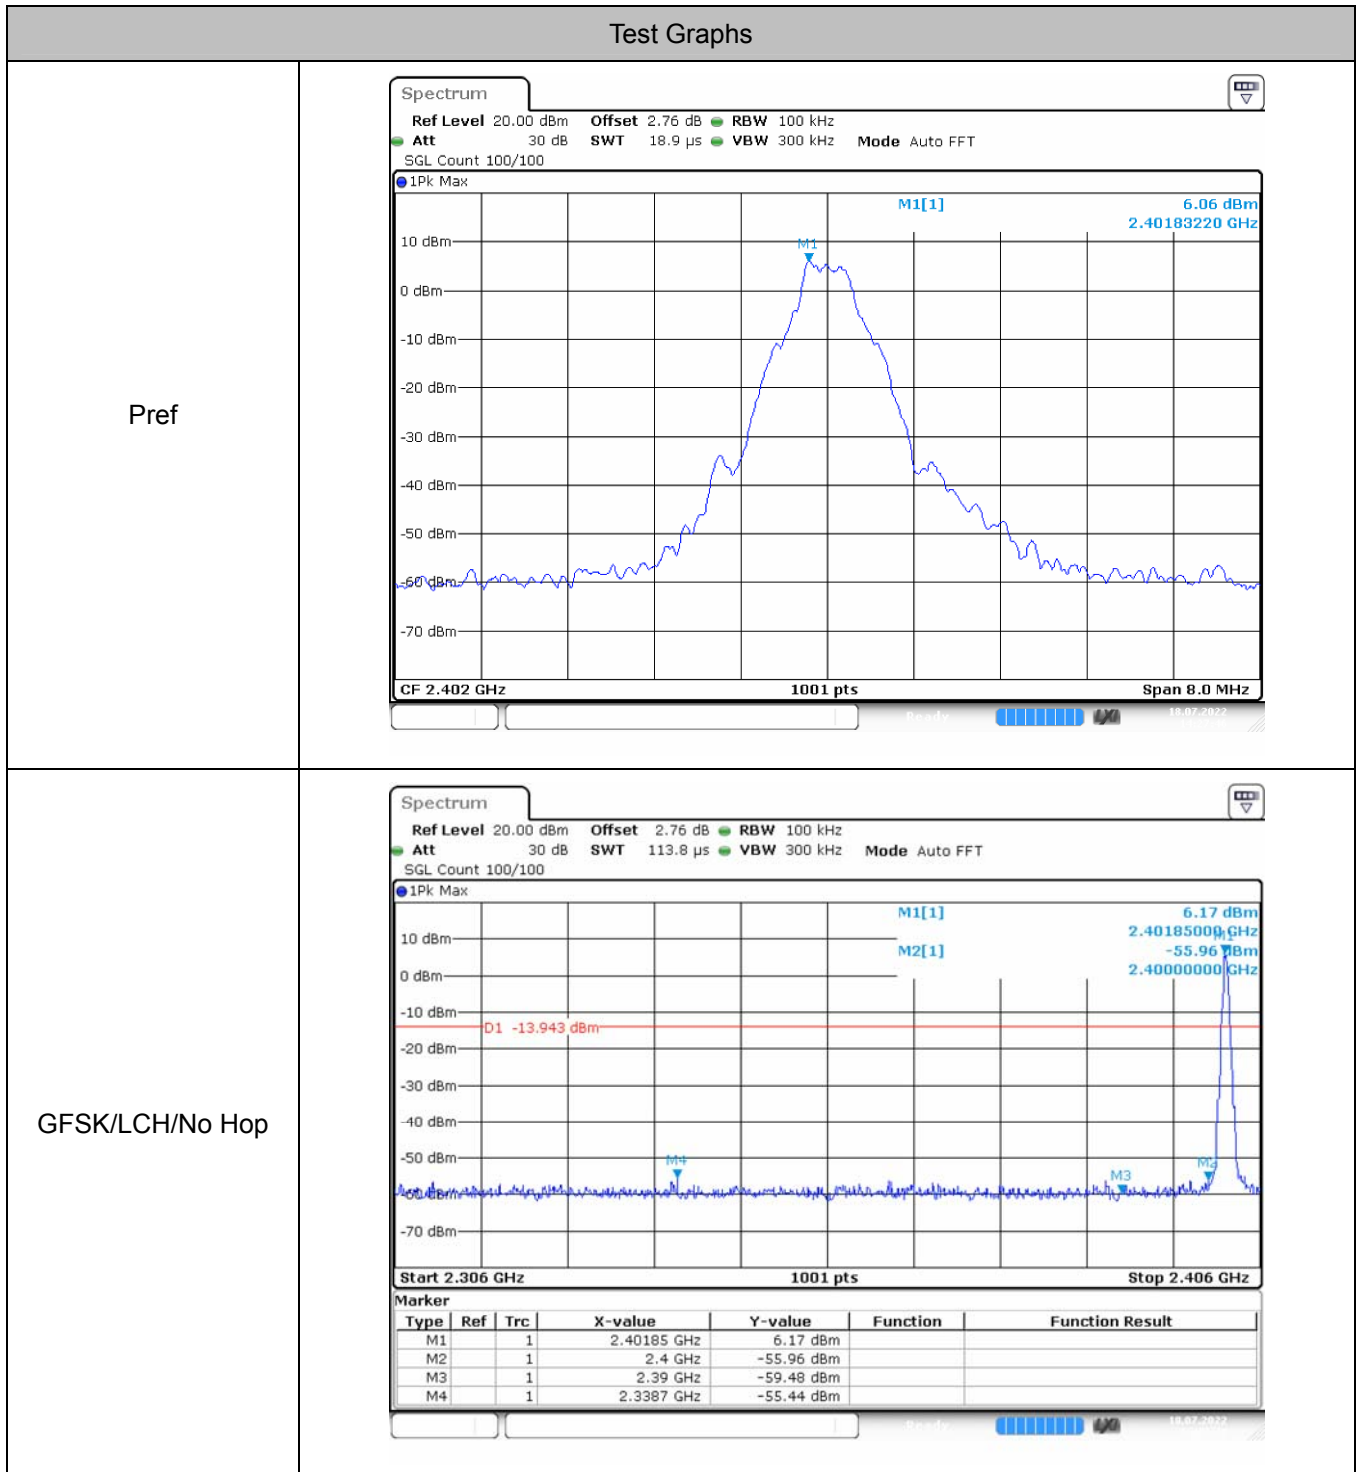 Test Graphs
Pref
Spectrum
Ref Level 20.00 dBm Offset 2.76 dB RBW 100 kHz
Att 30 dB SWT 18.9 µs VBW 300 kHz Mode Auto FFT
SGL Count 100/100
1Pk Max
M1[1] 6.06 dBm
2.40183220 GHz
M1
10 dBm
0 dBm
-10 dBm
-20 dBm
-30 dBm
-40 dBm
-50 dBm
-60 dBm
-70 dBm
CF 2.402 GHz 1001 pts Span 8.0 MHz
Ready 18.07.2022
GFSK/LCH/No Hop
Spectrum
Ref Level 20.00 dBm Offset 2.76 dB RBW 100 kHz
Att 30 dB SWT 113.8 µs VBW 300 kHz Mode Auto FFT
SGL Count 100/100
1Pk Max
M1[1] 6.17 dBm
2.40185000 GHz
M1
M2[1] -55.96 dBm
2.40000000 GHz
10 dBm
0 dBm
-10 dBm
D1 -13.943 dBm
-20 dBm
-30 dBm
-40 dBm
-50 dBm
M4 M3 M2
-60 dBm
-70 dBm
Start 2.306 GHz 1001 pts Stop 2.406 GHz
Marker
Type Ref Trc X-value Y-value Function Function Result
M1 1 2.40185 GHz 6.17 dBm
M2 1 2.4 GHz -55.96 dBm
M3 1 2.39 GHz -59.48 dBm
M4 1 2.3387 GHz -55.44 dBm
Ready 18.07.2022